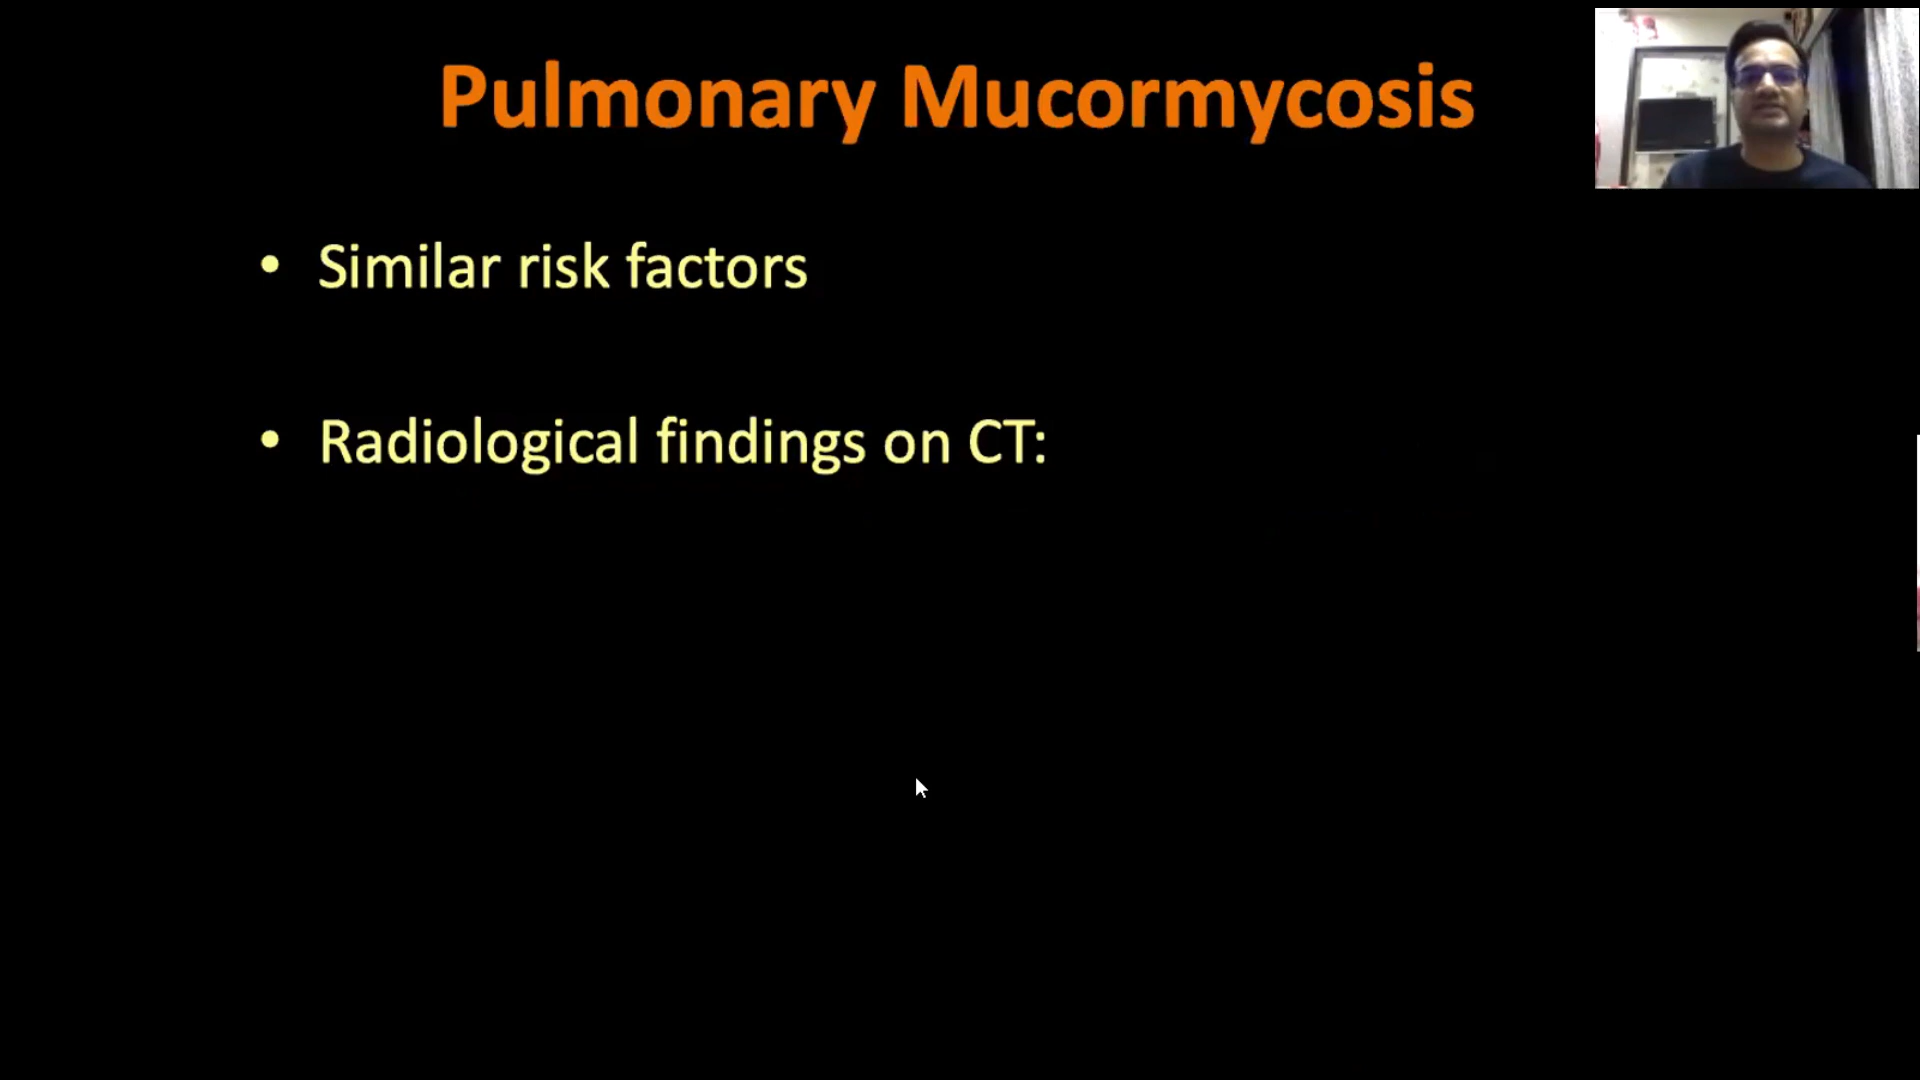 Pulmonary Mucormycosis
• Similar risk factors
• Radiological findings on CT: